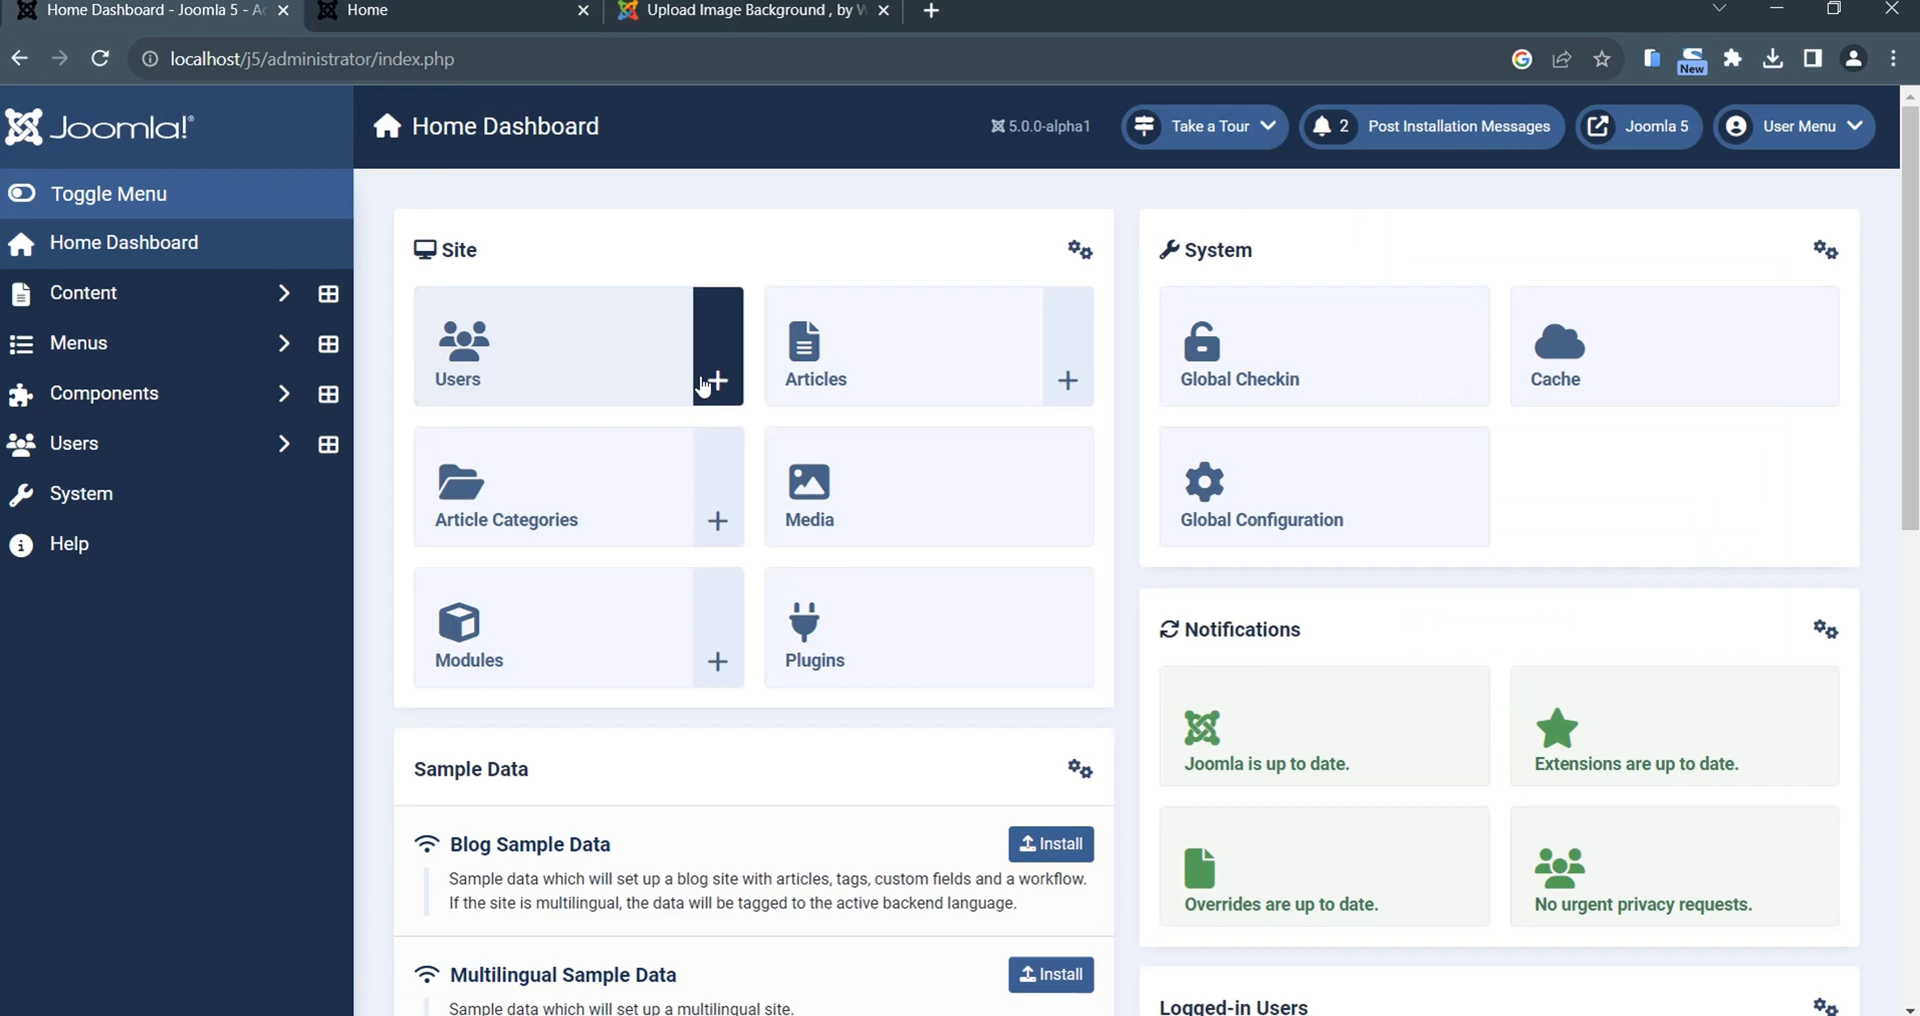 Home Dashboard - Joomla 5 - A
Home
Upload Image Background , by W
localhost/j5/administrator/index.php
New
Joomla!®
Home Dashboard
5.0.0-alpha1
Take a Tour
2 Post Installation Messages
Joomla 5
User Menu
Toggle Menu
Home Dashboard
Content
Menus
Components
Users
System
Help
Site
Users
Articles
Article Categories
Media
Modules
Plugins
Sample Data
Blog Sample Data
Install
Sample data which will set up a blog site with articles, tags, custom fields and a workflow.
If the site is multilingual, the data will be tagged to the active backend language.
Multilingual Sample Data
Install
Sample data which will set up a multilingual site.
System
Global Checkin
Cache
Global Configuration
Notifications
Joomla is up to date.
Extensions are up to date.
Overrides are up to date.
No urgent privacy requests.
Logged-in Users